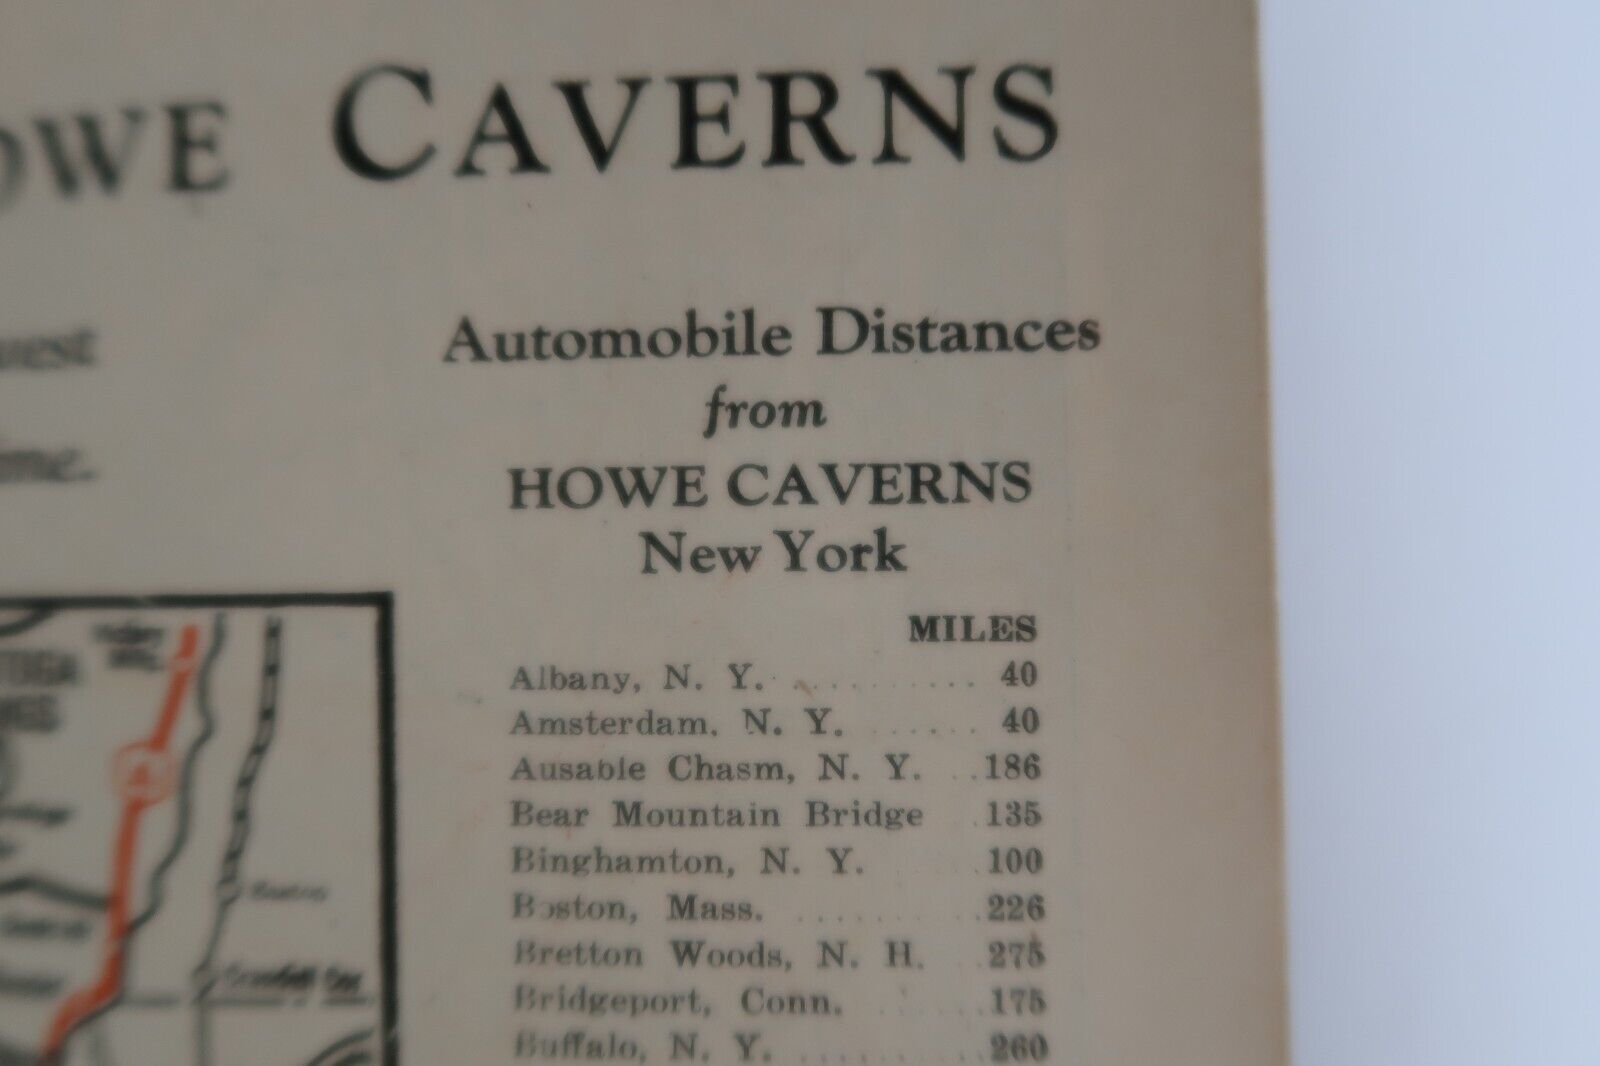 OWE CAVERNS
Automobile Distances
from
HOWE CAVERNS
New York
MILES
Albany, N. Y. .......... 40
Amsterdam, N. Y. ...... 40
Ausable Chasm, N. Y. ..186
Bear Mountain Bridge .135
Binghamton, N. Y. 100
Boston, Mass. ..........226
Bretton Woods, N. H. ..275
Bridgeport, Conn. ......175
Buffalo, N. Y. ..........260